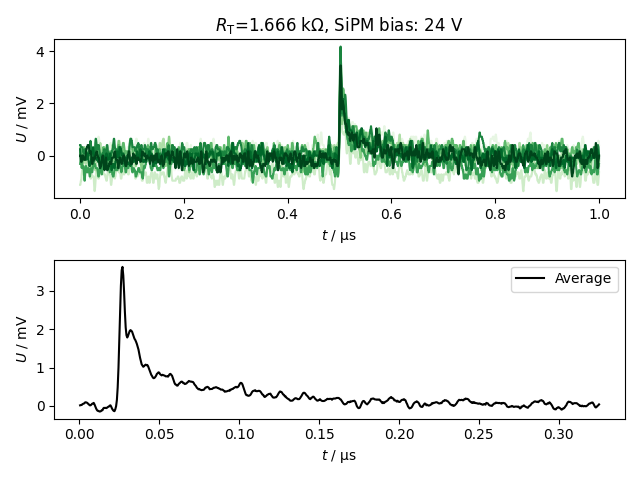 R_T=1.666 kΩ, SiPM bias: 24 V
U / mV
4
2
0
0.0 0.2 0.4 0.6 0.8 1.0
t / µs
U / mV
3
2
1
0
Average
0.00 0.05 0.10 0.15 0.20 0.25 0.30
t / µs